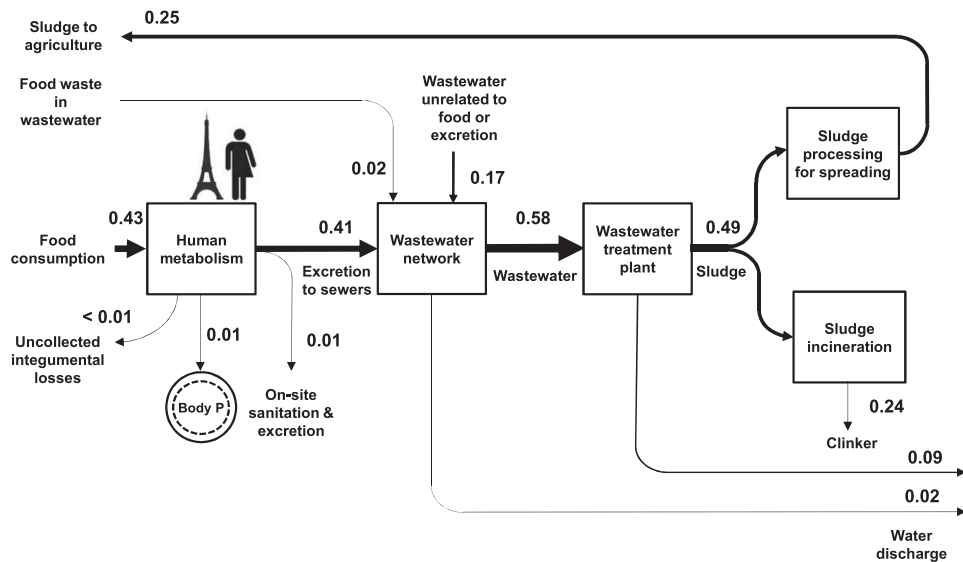 0.25
Sludge to
agriculture
Food waste
in
wastewater
Wastewater
unrelated to
food or
excretion
0.02
0.17
Sludge
processing
for spreading
0.43
Food
consumption
Human
metabolism
0.41
Excretion
to sewers
Wastewater
network
0.58
Wastewater
Wastewater
treatment
plant
0.49
Sludge
< 0.01
Uncollected
integumental
losses
0.01
Body P
0.01
On-site
sanitation &
excretion
Sludge
incineration
0.24
Clinker
0.09
0.02
Water
discharge